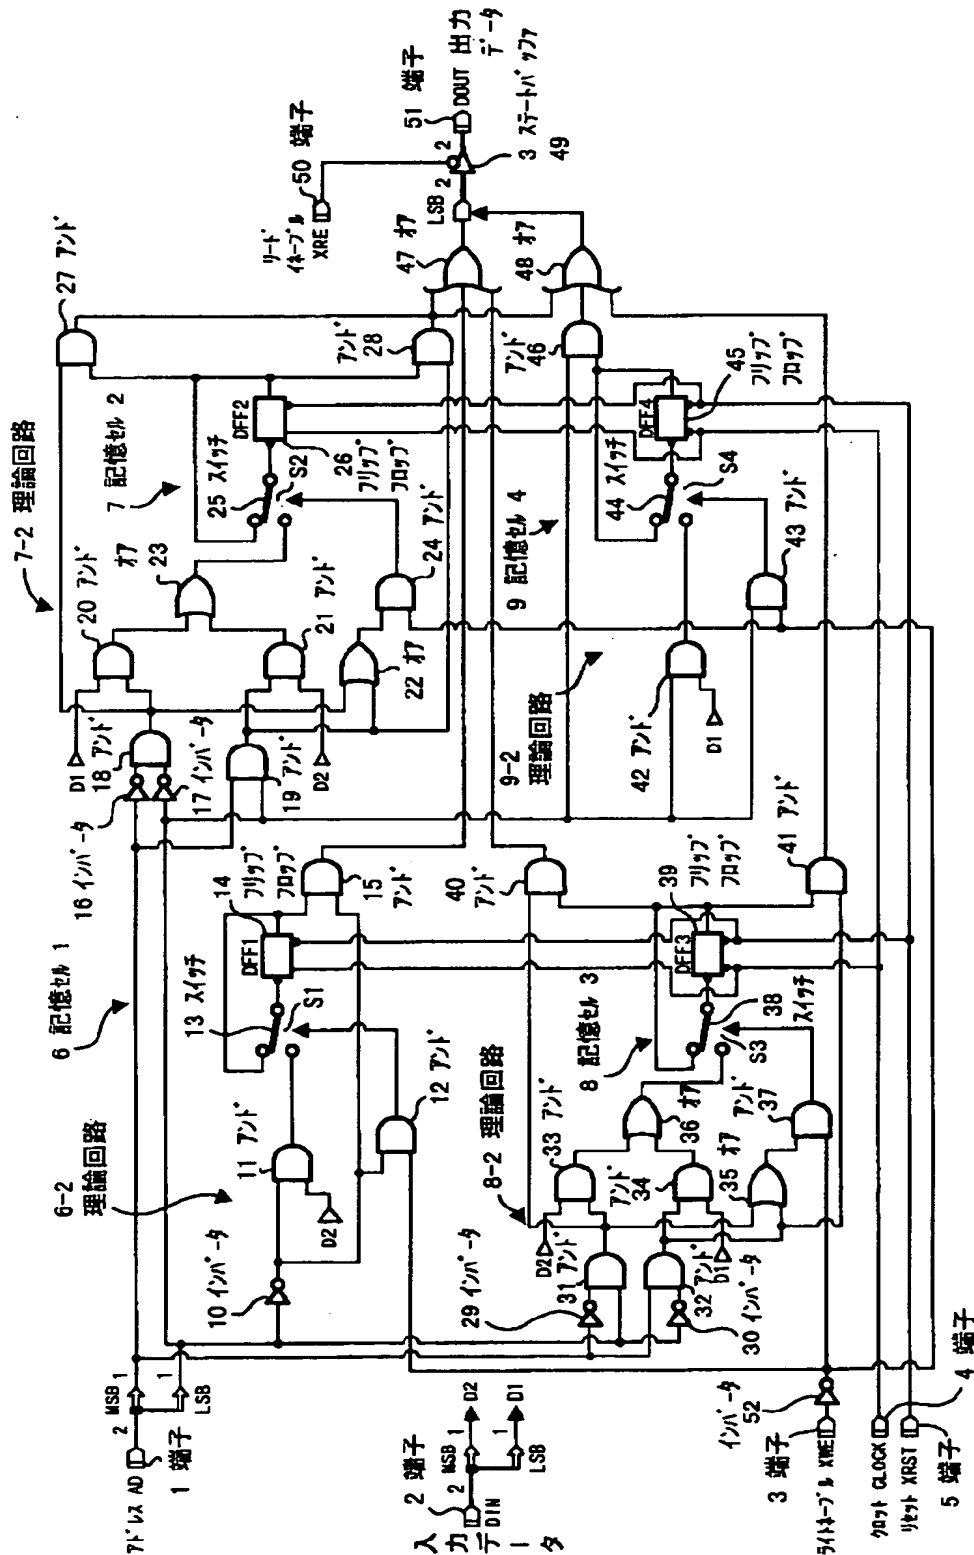 アドレス AD
1 端子
2
MSB 1
1
LSB
入力データ
DIN
2 端子
2
MSB 1
D2
1
LSB
D1
ライトイネーブル XWE
3 端子
インバータ
52
クロット CLOCK
4 端子
リセット XRST
5 端子
6 記憶セル 1
6-2
理論回路
10 インバータ
11 アンド
D2
12 アンド
13 スイッチ
S1
DFF1
14
フリップ
フロップ
15
アンド
7-2 理論回路
7 記憶セル 2
16 インバータ
17 インバータ
D1
18 アンド
19 アンド
20 アンド
オア
23
21 アンド
D2
22 オア
24 アンド
25 スイッチ
S2
DFF2
26
フリップ
フロップ
27 アンド
アンド
28
8-2 理論回路
8 記憶セル 3
29 インバータ
30 インバータ
D2
アンド
31
アンド
32
D1
33 アンド
アンド
34
35 オア
36 オア
アンド
37
38
スイッチ
S3
DFF3
39
フリップ
フロップ
40
アンド
41 アンド
9-2
理論回路
9 記憶セル 4
42 アンド
D1
43 アンド
44 スイッチ
S4
DFF4
45
フリップ
フロップ
アンド
46
47 オア
48 オア
LSB
2
2
リード
イネーブル
XRE
50 端子
3 ステートバッファ
49
51 端子
DOUT 出力
データ